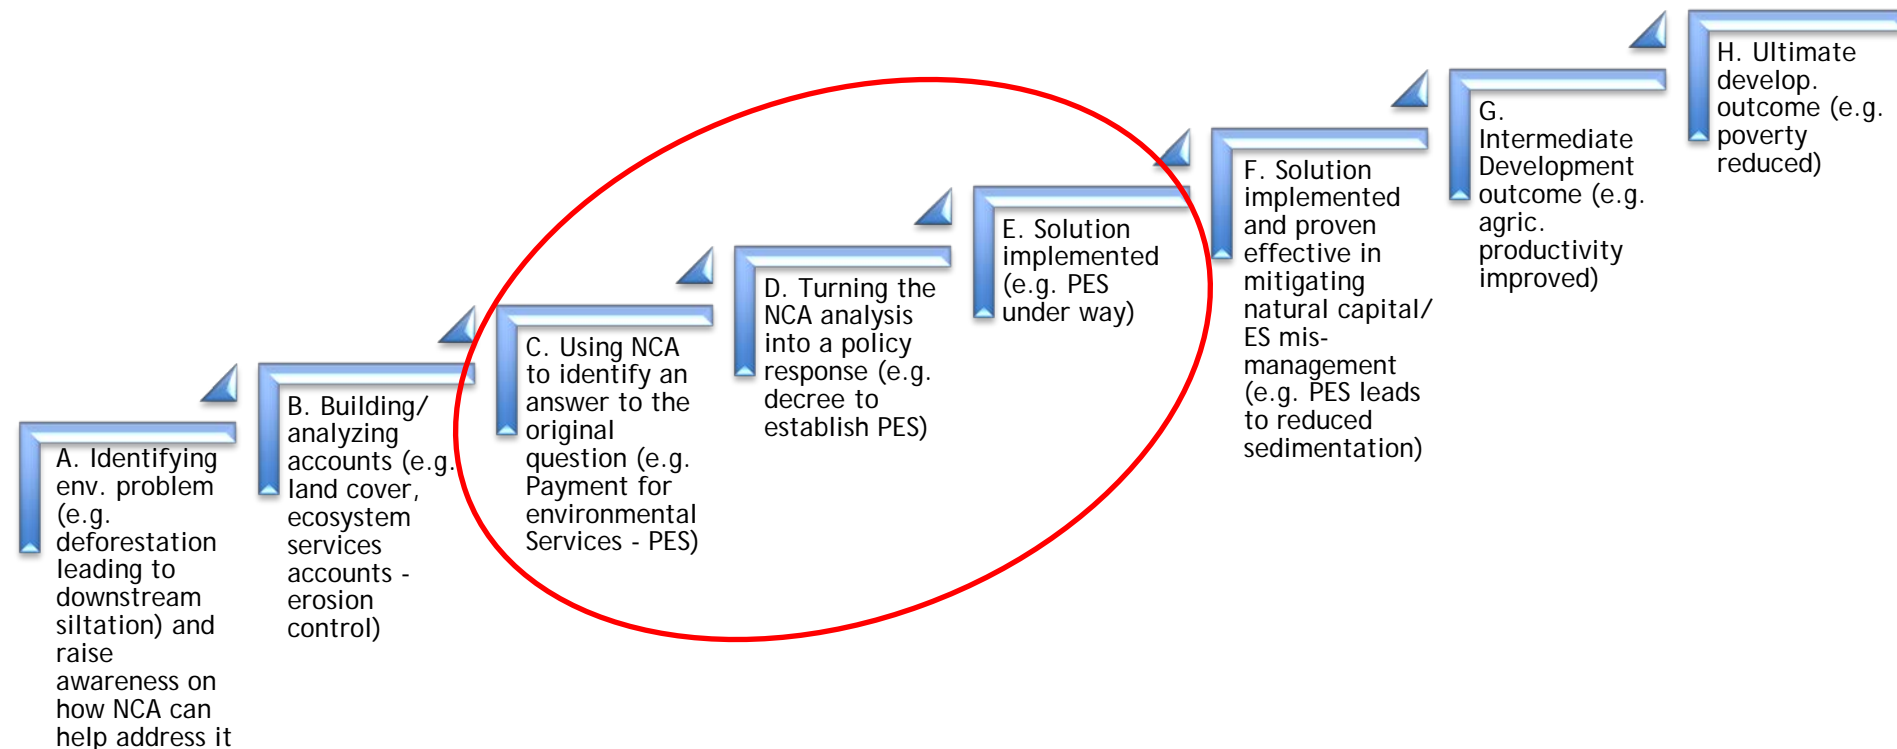 A. Identifying
env. problem
(e.g.
deforestation
leading to
downstream
siltation) and
raise
awareness on
how NCA can
help address it
B. Building/
analyzing
accounts (e.g.
land cover,
ecosystem
services
accounts -
erosion
control)
C. Using NCA
to identify an
answer to the
original
question (e.g.
Payment for
environmental
Services - PES)
D. Turning the
NCA analysis
into a policy
response (e.g.
decree to
establish PES)
E. Solution
implemented
(e.g. PES
under way)
F. Solution
implemented
and proven
effective in
mitigating
natural capital/
ES mis-
management
(e.g. PES leads
to reduced
sedimentation)
G.
Intermediate
Development
outcome (e.g.
agric.
productivity
improved)
H. Ultimate
develop.
outcome (e.g.
poverty
reduced)